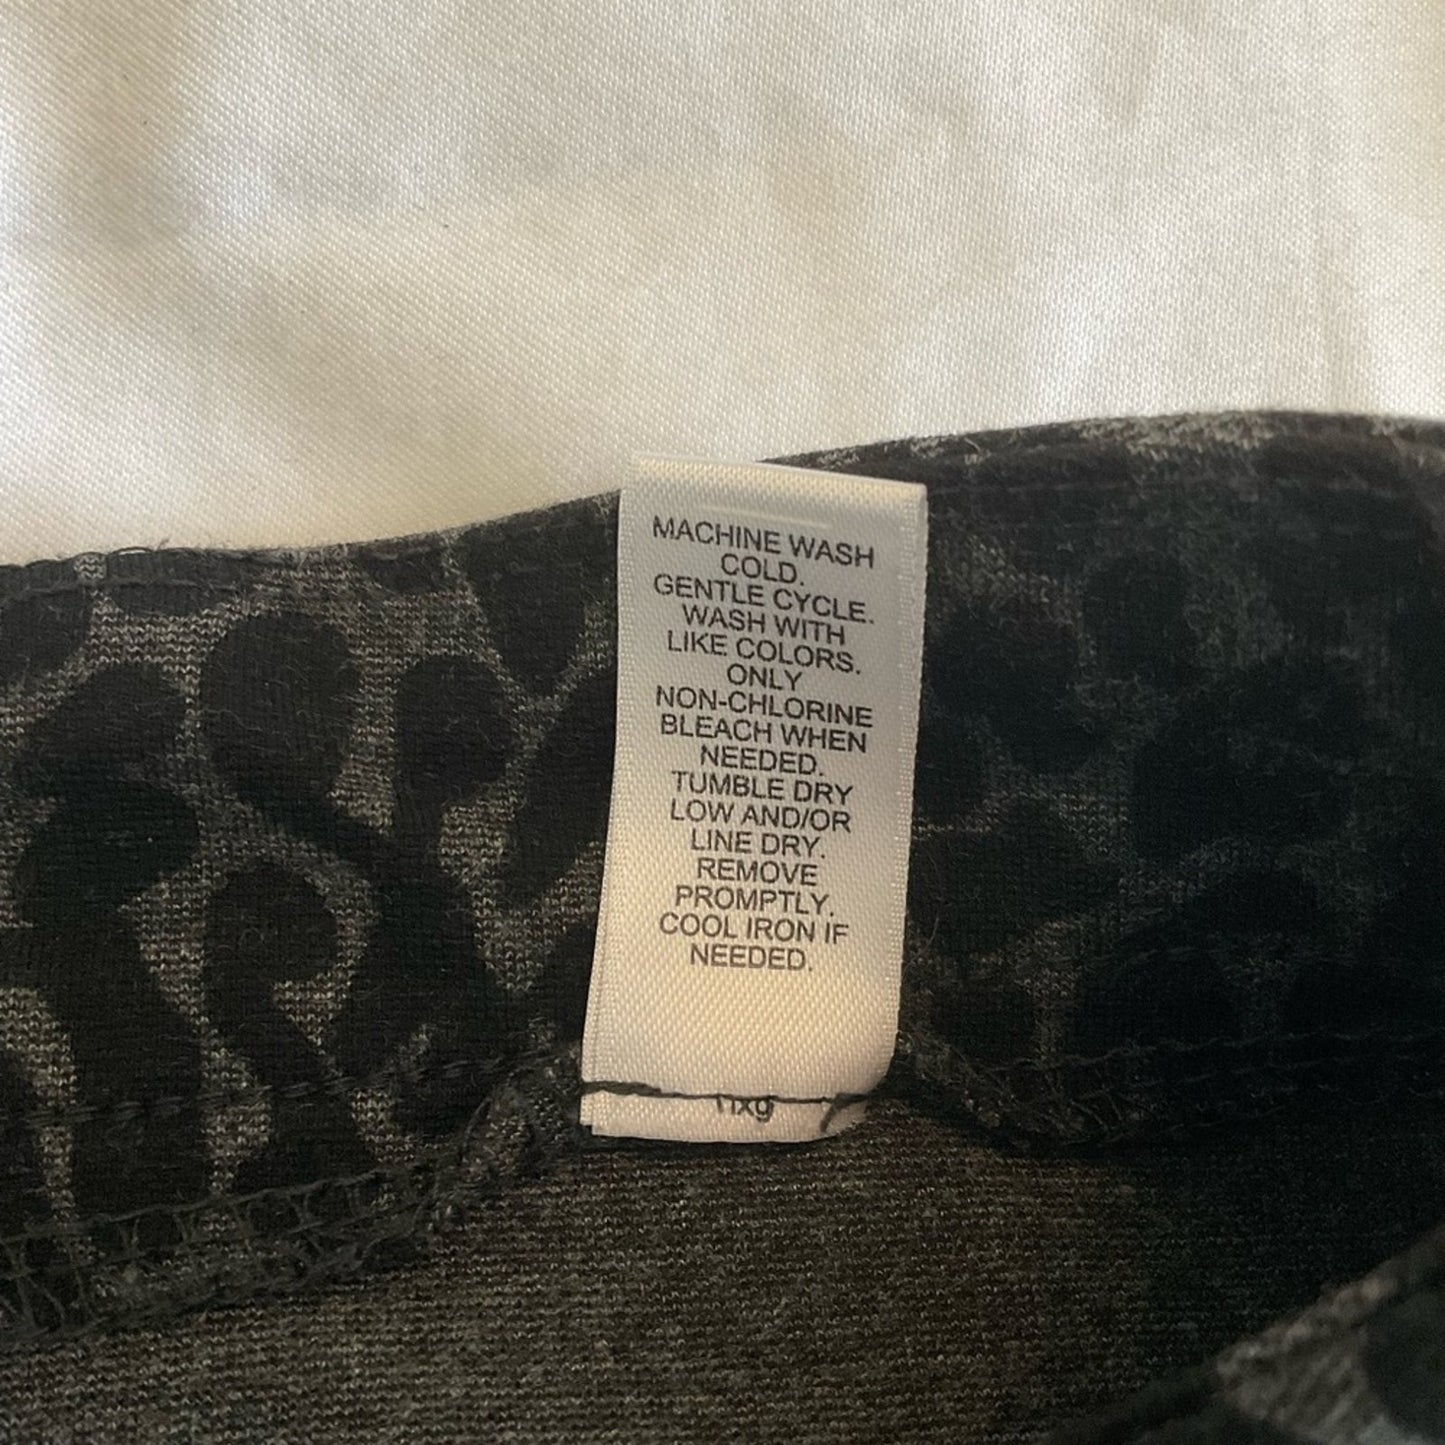 MACHINE WASH
COLD.
GENTLE CYCLE.
WASH WITH
LIKE COLORS.
ONLY
NON-CHLORINE
BLEACH WHEN
NEEDED.
TUMBLE DRY
LOW AND/OR
LINE DRY.
REMOVE
PROMPTLY.
COOL IRON IF
NEEDED.